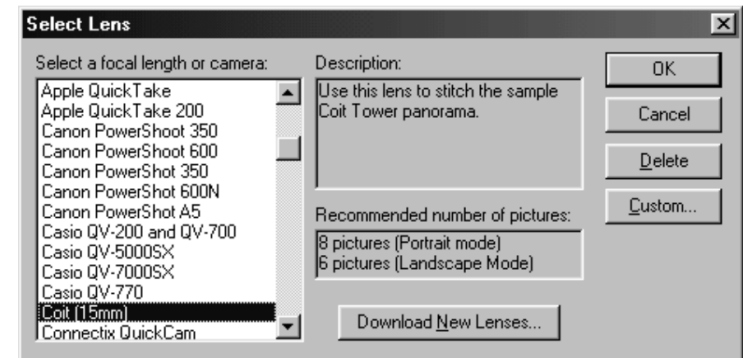 Select Lens
Select a focal length or camera:
Apple QuickTake
Apple QuickTake 200
Canon PowerShoot 350
Canon PowerShoot 600
Canon PowerShot 350
Canon PowerShot 600N
Canon PowerShot A5
Casio QV-200 and QV-700
Casio QV-5000SX
Casio QV-7000SX
Casio QV-770
Coit (15mm)
Connectix QuickCam
Description:
Use this lens to stitch the sample
Coit Tower panorama.
Recommended number of pictures:
8 pictures (Portrait mode)
6 pictures (Landscape Mode)
Download New Lenses...
OK
Cancel
Delete
Custom...